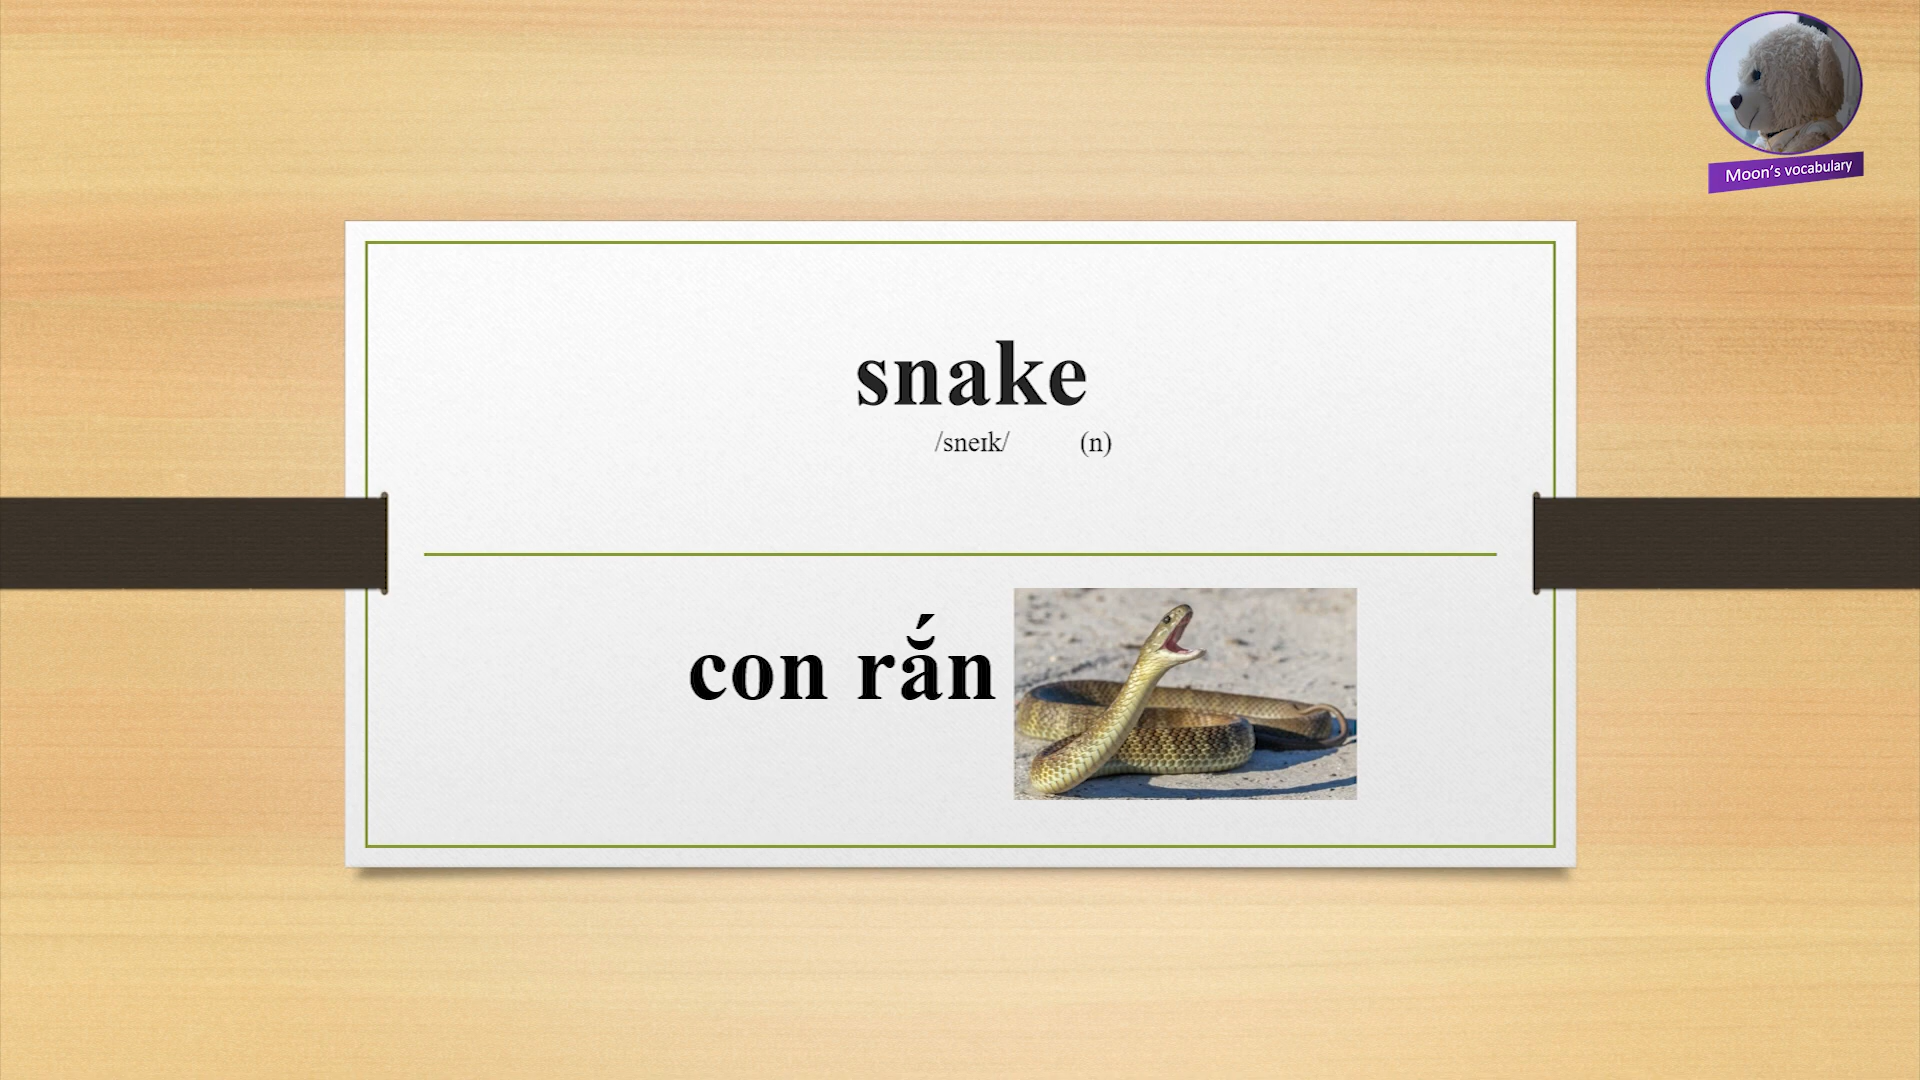 Moon's vocabulary
snake
/sneɪk/ (n)
con rắn